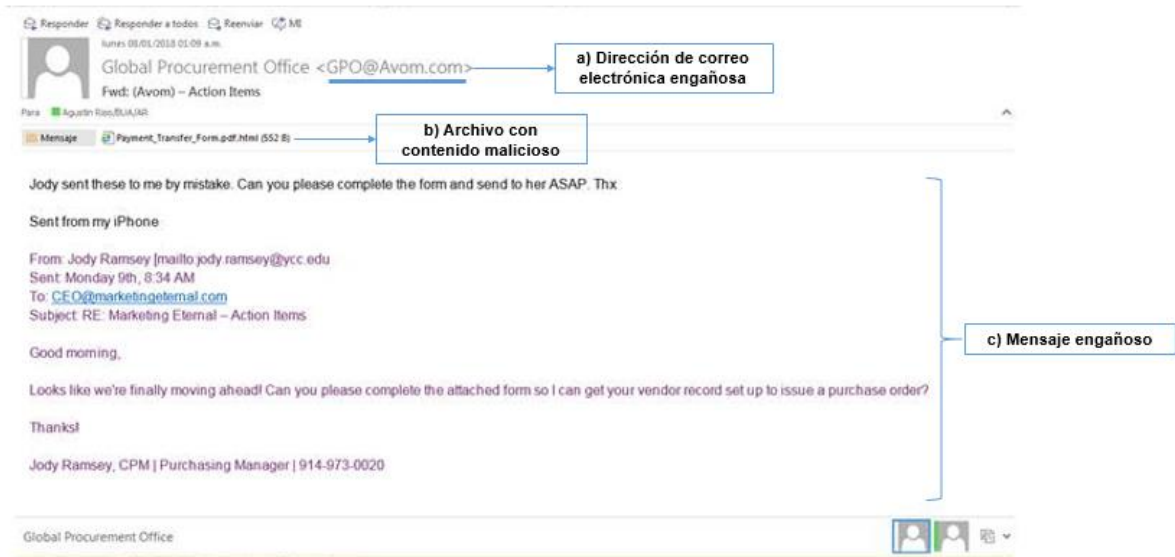 Responder Responder a todos Reenviar MI
lunes 08/01/2018 01:09 a.m.
Global Procurement Office <GPO@Avom.com>
a) Dirección de correo
electrónica engañosa
Fwd: (Avom) – Action Items
Para Agustin Rioo/BUA/AR
Mensaje Payment_Transfer_Form.pdf.html (552 B)
b) Archivo con
contenido malicioso
Jody sent these to me by mistake. Can you please complete the form and send to her ASAP. Thx
Sent from my iPhone
From: Jody Ramsey [mailto:jody.ramsey@ycc.edu
Sent: Monday 9th, 8:34 AM
To: CEO@marketingeternal.com
Subject: RE: Marketing Eternal – Action Items
Good morning,
Looks like we're finally moving ahead! Can you please complete the attached form so I can get your vendor record set up to issue a purchase order?
Thanks!
Jody Ramsey, CPM | Purchasing Manager | 914-973-0020
c) Mensaje engañoso
Global Procurement Office